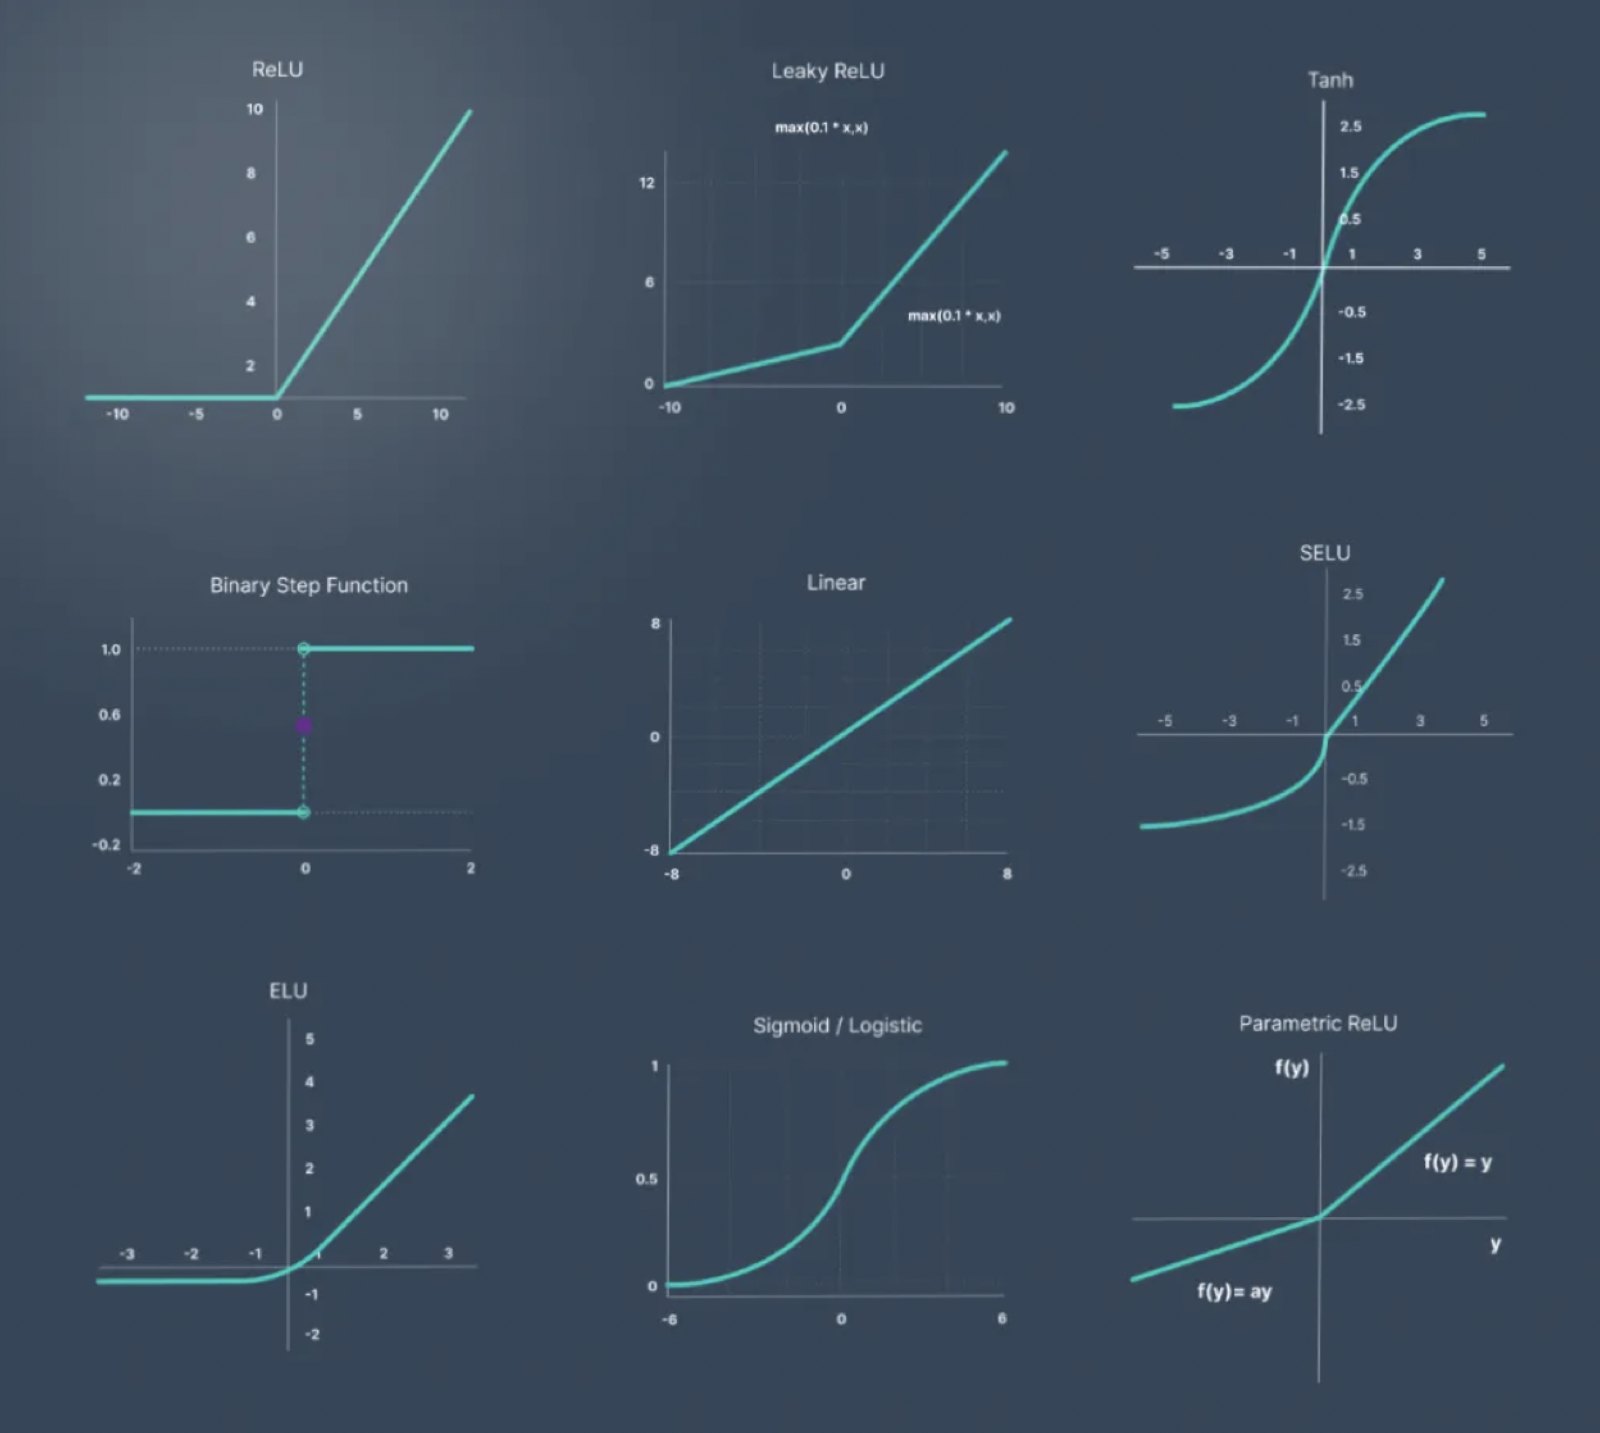 ReLU
10
8
6
4
2
-10 -5 0 5 10
Leaky ReLU
max(0.1 * x,x)
12
6
max(0.1 * x,x)
0
-10 0 10
Tanh
2.5
1.5
0.5
-5 -3 -1 1 3 5
-0.5
-1.5
-2.5
Binary Step Function
1.0
0.6
0.2
-0.2
-2 0 2
Linear
8
0
-8
-8 0 8
SELU
2.5
1.5
0.5
-5 -3 -1 1 3 5
-0.5
-1.5
-2.5
ELU
5
4
3
2
1
-3 -2 -1 1 2 3
-1
-2
Sigmoid / Logistic
1
0.5
0
-6 0 6
Parametric ReLU
f(y)
f(y) = y
y
f(y)= ay